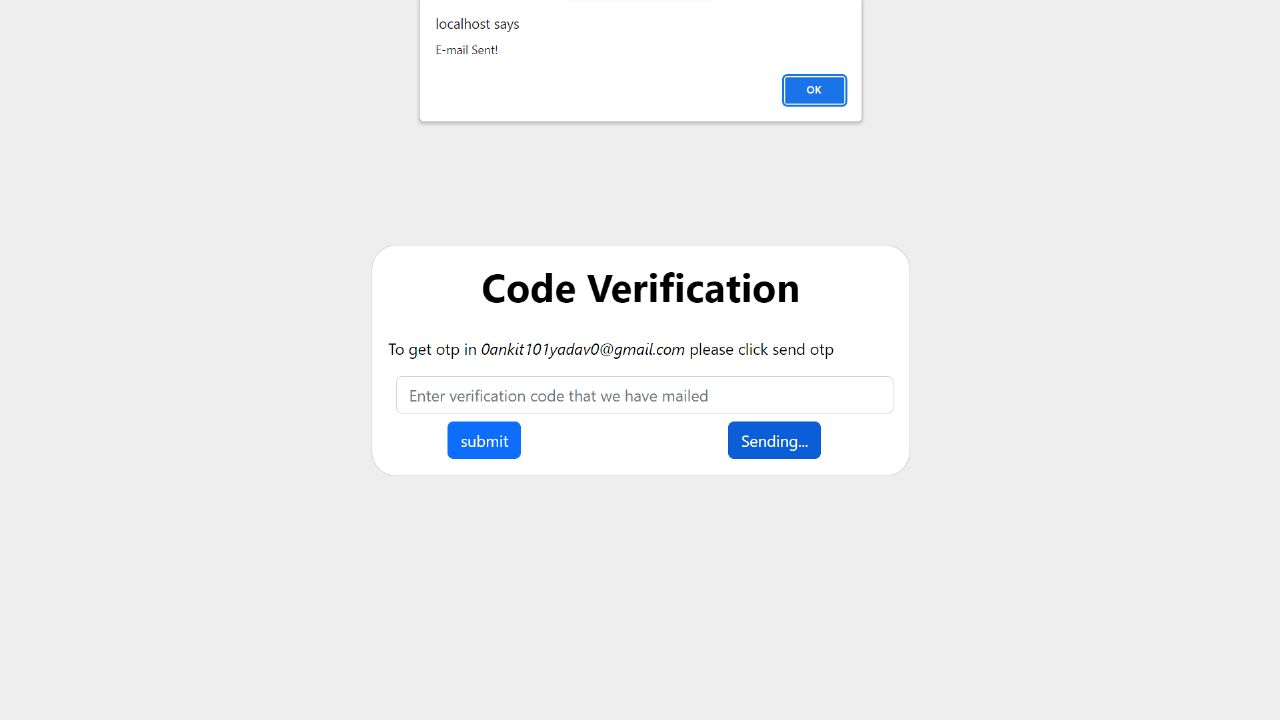 localhost says
E-mail Sent!
OK
Code Verification
To get otp in 0ankit101yadav0@gmail.com please click send otp
Enter verification code that we have mailed
submit
Sending...